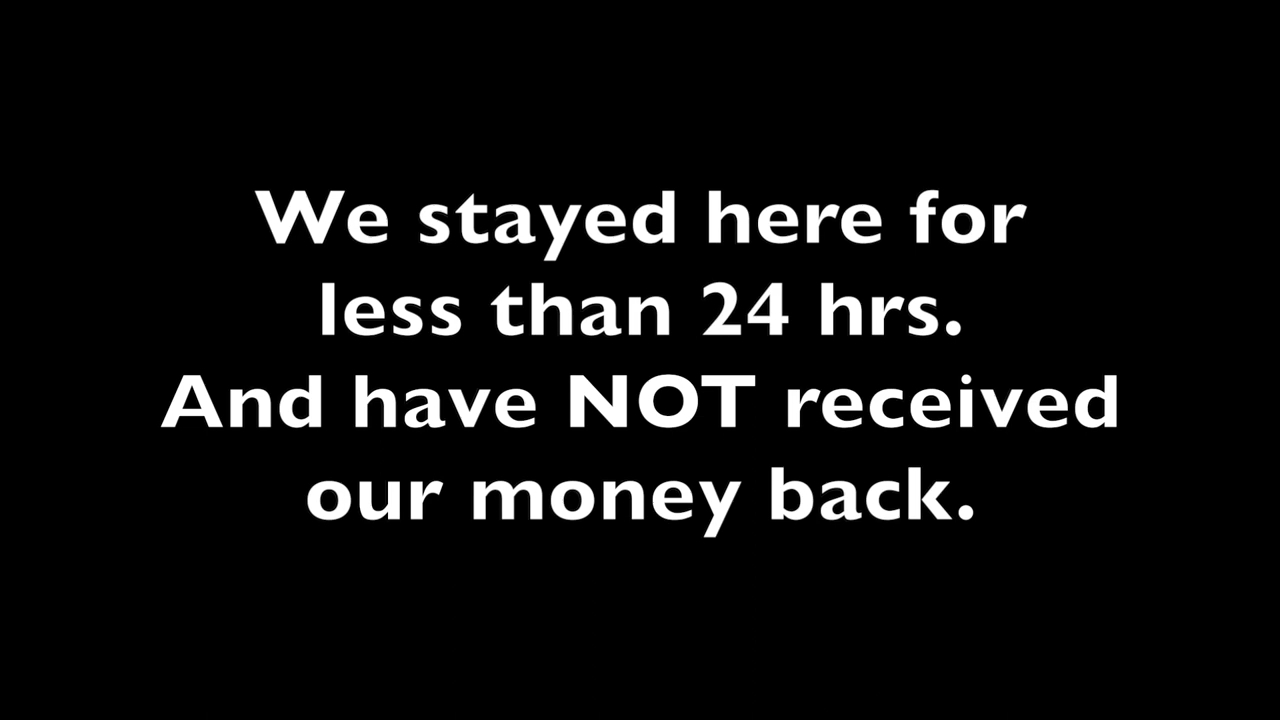 We stayed here for
less than 24 hrs.
And have NOT received
our money back.